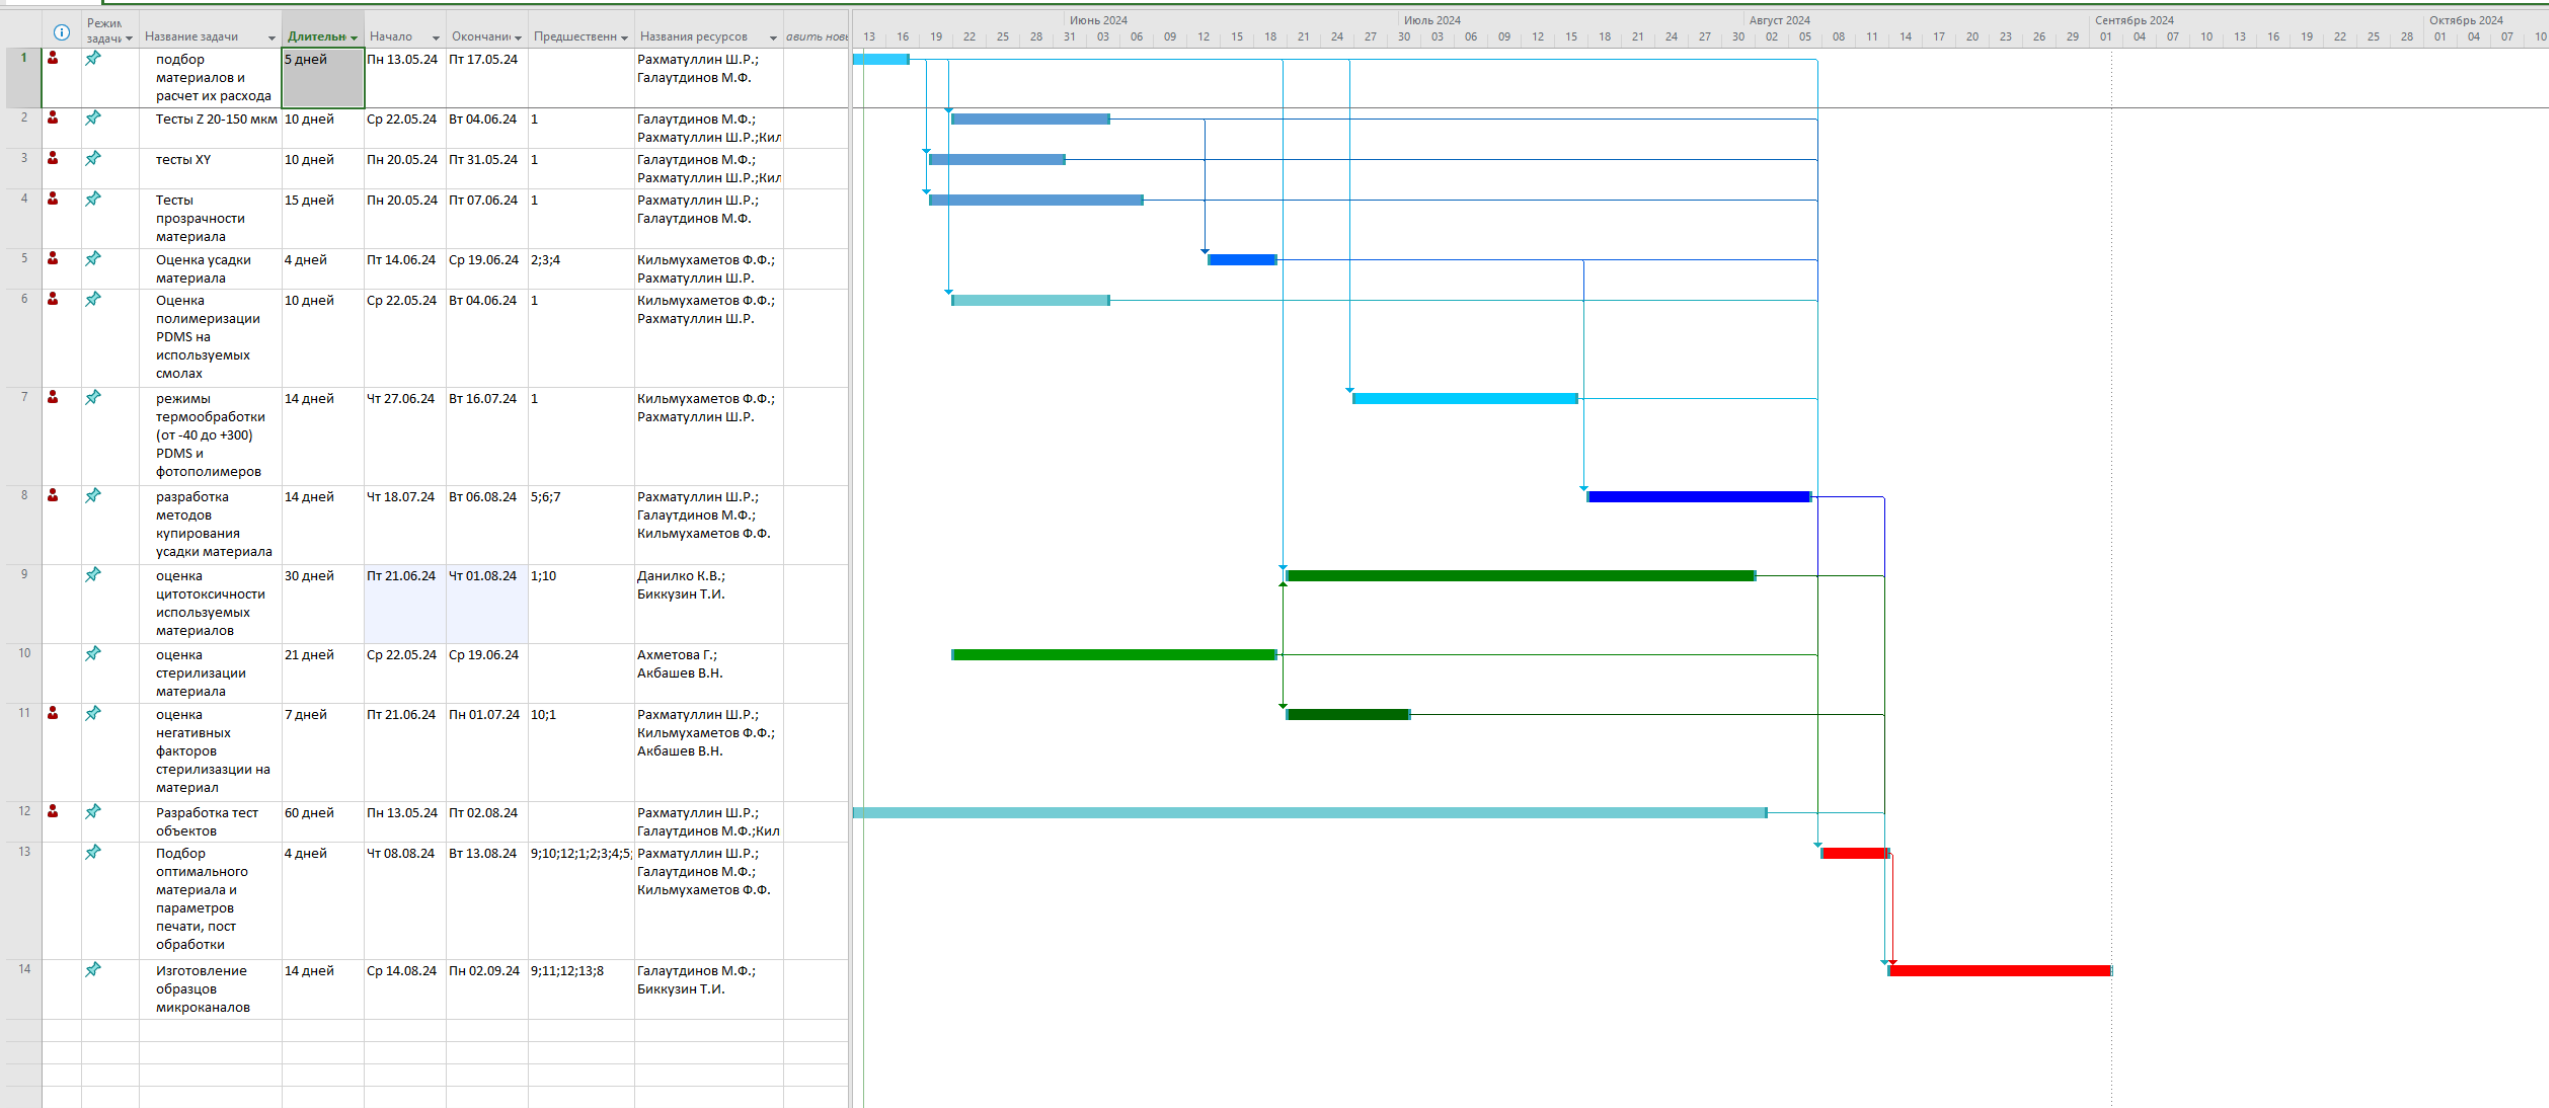 Июнь 2024 Июль 2024 Август 2024 Сентябрь 2024 Октябрь 2024
Режим задачи Название задачи Длительн Начало Окончани Предшественн Названия ресурсов авить нов
13 16 19 22 25 28 31 03 06 09 12 15 18 21 24 27 30 03 06 09 12 15 18 21 24 27 30 02 05 08 11 14 17 20 23 26 29 01 04 07 10 13 16 19 22 25 28 01 04 07 10
1 подбор 5 дней Пн 13.05.24 Пт 17.05.24 Рахматуллин Ш.Р.;
материалов и Галаутдинов М.Ф.
расчет их расхода
2 Тесты Z 20-150 мкм 10 дней Ср 22.05.24 Вт 04.06.24 1 Галаутдинов М.Ф.;
Рахматуллин Ш.Р.;Кил
3 тесты XY 10 дней Пн 20.05.24 Пт 31.05.24 1 Галаутдинов М.Ф.;
Рахматуллин Ш.Р.;Кил
4 Тесты 15 дней Пн 20.05.24 Пт 07.06.24 1 Рахматуллин Ш.Р.;
прозрачности Галаутдинов М.Ф.
материала
5 Оценка усадки 4 дней Пт 14.06.24 Ср 19.06.24 2;3;4 Кильмухаметов Ф.Ф.;
материала Рахматуллин Ш.Р.
6 Оценка 10 дней Ср 22.05.24 Вт 04.06.24 1 Кильмухаметов Ф.Ф.;
полимеризации Рахматуллин Ш.Р.
PDMS на
используемых
смолах
7 режимы 14 дней Чт 27.06.24 Вт 16.07.24 1 Кильмухаметов Ф.Ф.;
термообработки Рахматуллин Ш.Р.
(от -40 до +300)
PDMS и
фотополимеров
8 разработка 14 дней Чт 18.07.24 Вт 06.08.24 5;6;7 Рахматуллин Ш.Р.;
методов Галаутдинов М.Ф.;
купирования Кильмухаметов Ф.Ф.
усадки материала
9 оценка 30 дней Пт 21.06.24 Чт 01.08.24 1;10 Данилко К.В.;
цитотоксичности Биккузин Т.И.
используемых
материалов
10 оценка 21 дней Ср 22.05.24 Ср 19.06.24 Ахметова Г.;
стерилизации Акбашев В.Н.
материала
11 оценка 7 дней Пт 21.06.24 Пн 01.07.24 10;1 Рахматуллин Ш.Р.;
негативных Кильмухаметов Ф.Ф.;
факторов Акбашев В.Н.
стерилизазции на
материал
12 Разработка тест 60 дней Пн 13.05.24 Пт 02.08.24 Рахматуллин Ш.Р.;
объектов Галаутдинов М.Ф.;Кил
13 Подбор 4 дней Чт 08.08.24 Вт 13.08.24 9;10;12;1;2;3;4;5; Рахматуллин Ш.Р.;
оптимального Галаутдинов М.Ф.;
материала и Кильмухаметов Ф.Ф.
параметров
печати, пост
обработки
14 Изготовление 14 дней Ср 14.08.24 Пн 02.09.24 9;11;12;13;8 Галаутдинов М.Ф.;
образцов Биккузин Т.И.
микроканалов